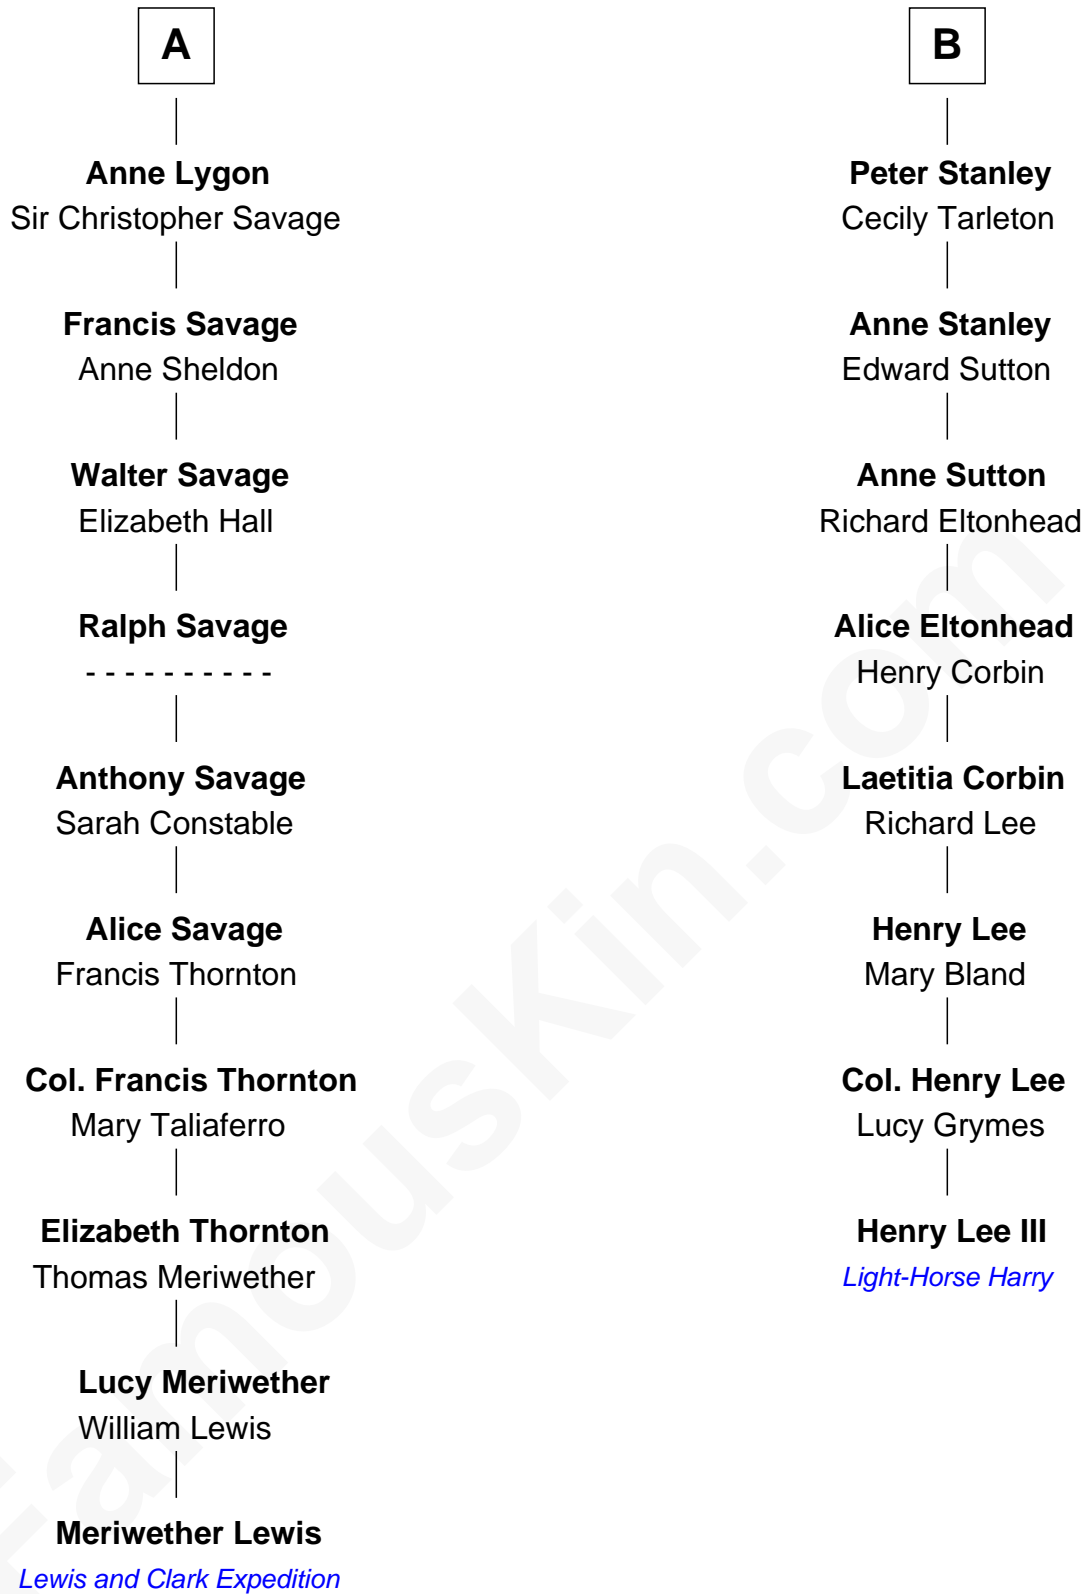 A
Anne Lygon
Sir Christopher Savage
Francis Savage
Anne Sheldon
Walter Savage
Elizabeth Hall
Ralph Savage
- - - - - - - - - -
Anthony Savage
Sarah Constable
Alice Savage
Francis Thornton
Col. Francis Thornton
Mary Taliaferro
Elizabeth Thornton
Thomas Meriwether
Lucy Meriwether
William Lewis
Meriwether Lewis
Lewis and Clark Expedition
B
Peter Stanley
Cecily Tarleton
Anne Stanley
Edward Sutton
Anne Sutton
Richard Eltonhead
Alice Eltonhead
Henry Corbin
Laetitia Corbin
Richard Lee
Henry Lee
Mary Bland
Col. Henry Lee
Lucy Grymes
Henry Lee III
Light-Horse Harry
FamousKin.com